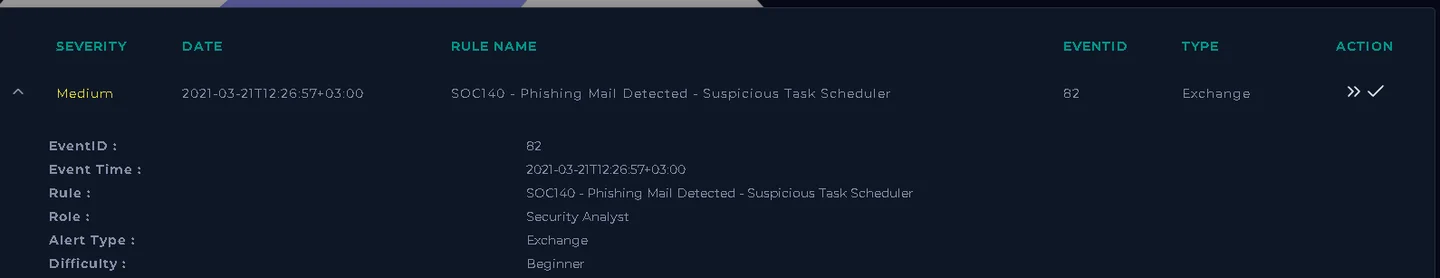 SEVERITY DATE RULE NAME EVENTID TYPE ACTION
Medium 2021-03-21T12:26:57+03:00 SOC140 - Phishing Mail Detected - Suspicious Task Scheduler 82 Exchange
EventID : 82
Event Time : 2021-03-21T12:26:57+03:00
Rule : SOC140 - Phishing Mail Detected - Suspicious Task Scheduler
Role : Security Analyst
Alert Type : Exchange
Difficulty : Beginner